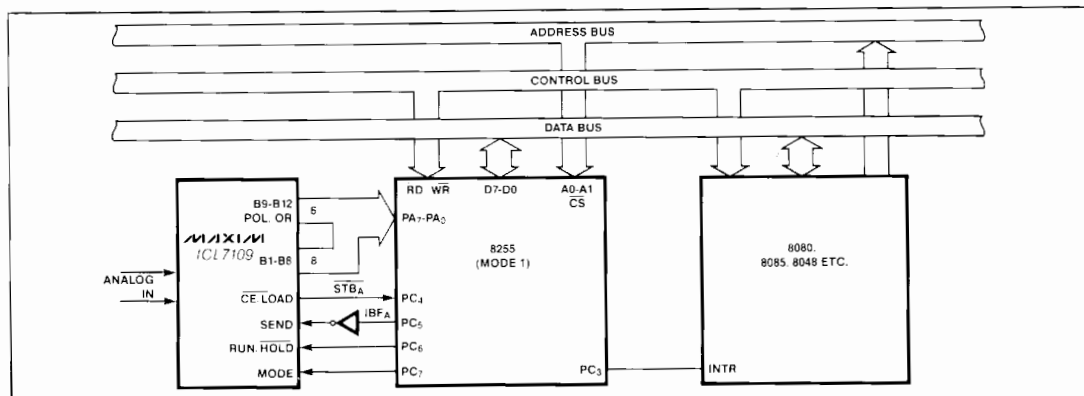 ADDRESS BUS
CONTROL BUS
DATA BUS
RD WR D7-D0 A0-A1
CS
B9-B12
POL. OR
6
MAXIM
ICL7109
B1-B8
8
PA7-PA0
8255
(MODE 1)
8080.
8085. 8048 ETC.
ANALOG
IN
CE.LOAD
STBA
PC4
SEND
IBFA
PC5
RUN.HOLD
PC6
MODE
PC7
PC3
INTR